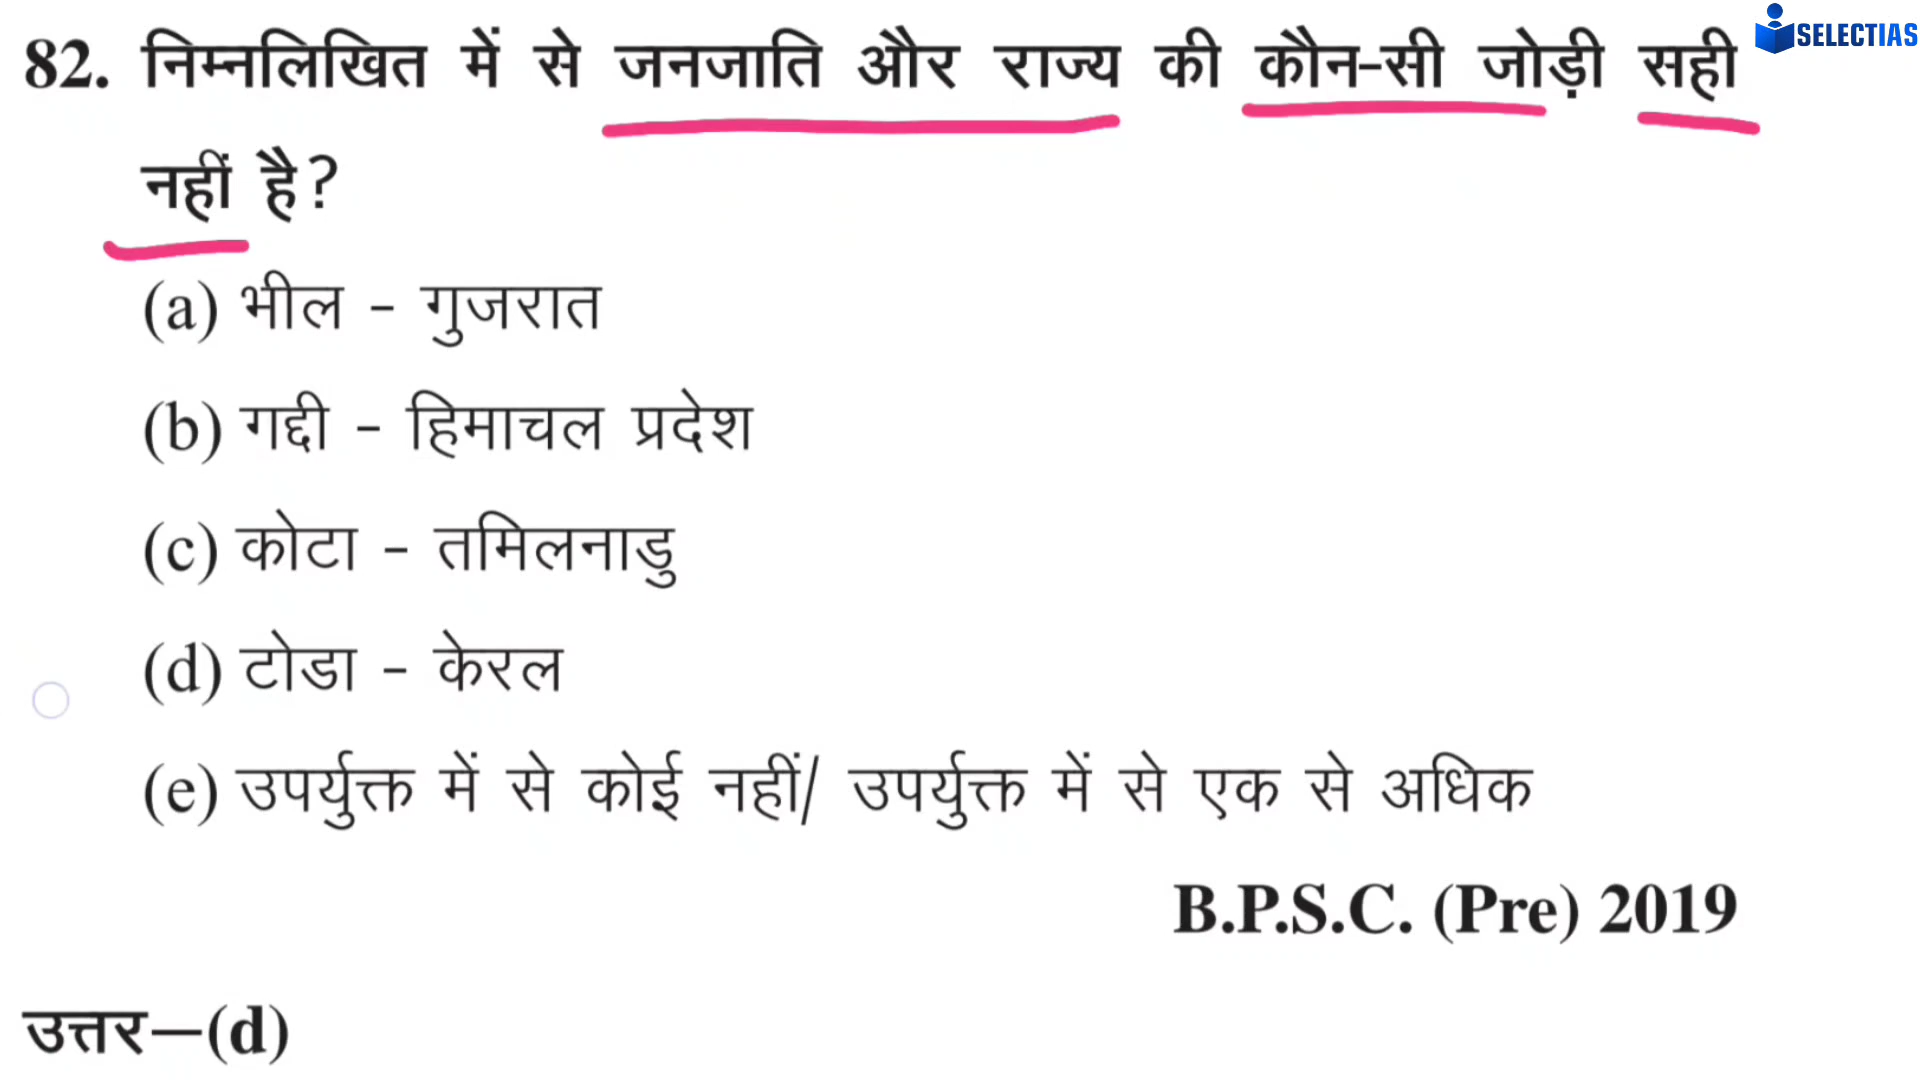 SELECTIAS
82. निम्नलिखित में से जनजाति और राज्य की कौन-सी जोड़ी सही
नहीं है?
(a) भील - गुजरात
(b) गद्दी - हिमाचल प्रदेश
(c) कोटा - तमिलनाडु
(d) टोडा - केरल
(e) उपर्युक्त में से कोई नहीं/ उपर्युक्त में से एक से अधिक
B.P.S.C. (Pre) 2019
उत्तर—(d)